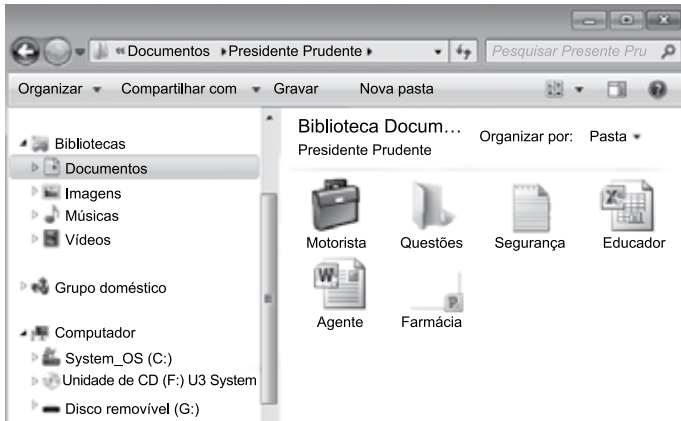 « Documentos ▸ Presidente Prudente ▸ Pesquisar Presente Pru
Organizar Compartilhar com Gravar Nova pasta
Bibliotecas
Documentos
Imagens
Músicas
Vídeos
Grupo doméstico
Computador
System_OS (C:)
Unidade de CD (F:) U3 System
Disco removível (G:)
Biblioteca Docum...
Presidente Prudente
Organizar por: Pasta
Motorista Questões Segurança Educador
Agente Farmácia